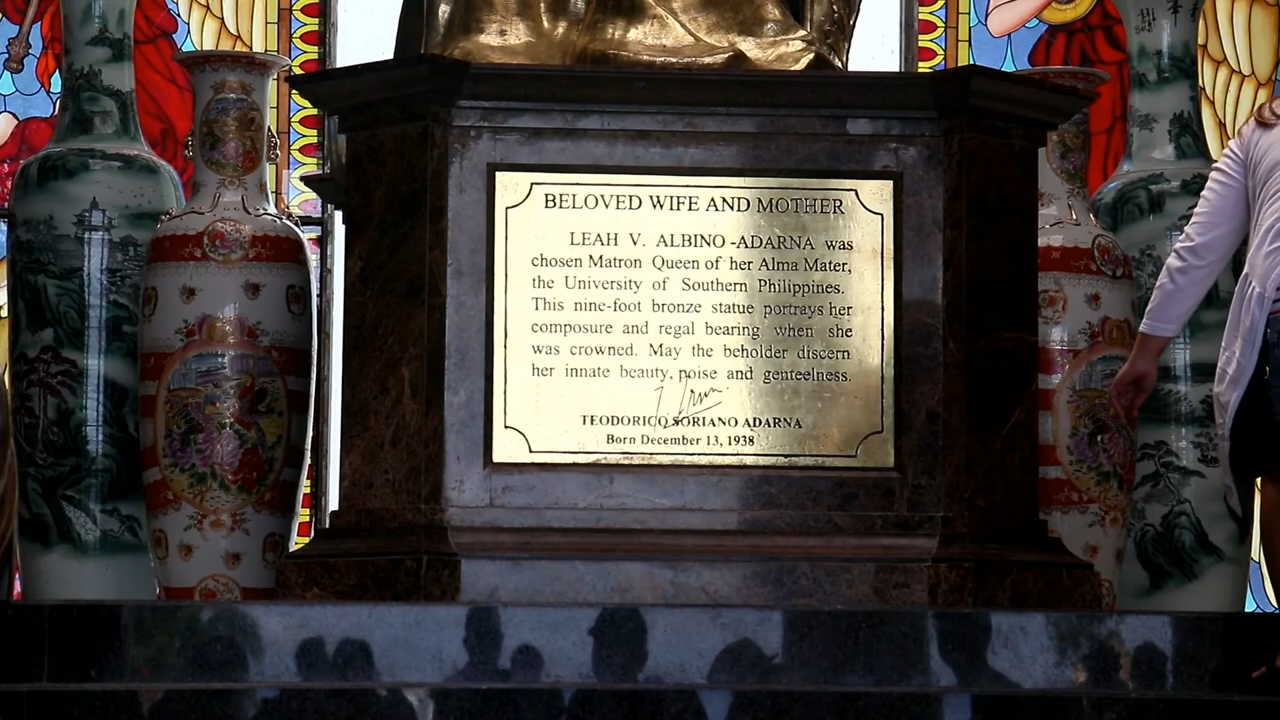 BELOVED WIFE AND MOTHER
LEAH V. ALBINO-ADARNA was
chosen Matron Queen of her Alma Mater,
the University of Southern Philippines.
This nine-foot bronze statue portrays her
composure and regal bearing when she
was crowned. May the beholder discern
her innate beauty, poise and genteelness.
TEODORICO SORIANO ADARNA
Born December 13, 1938